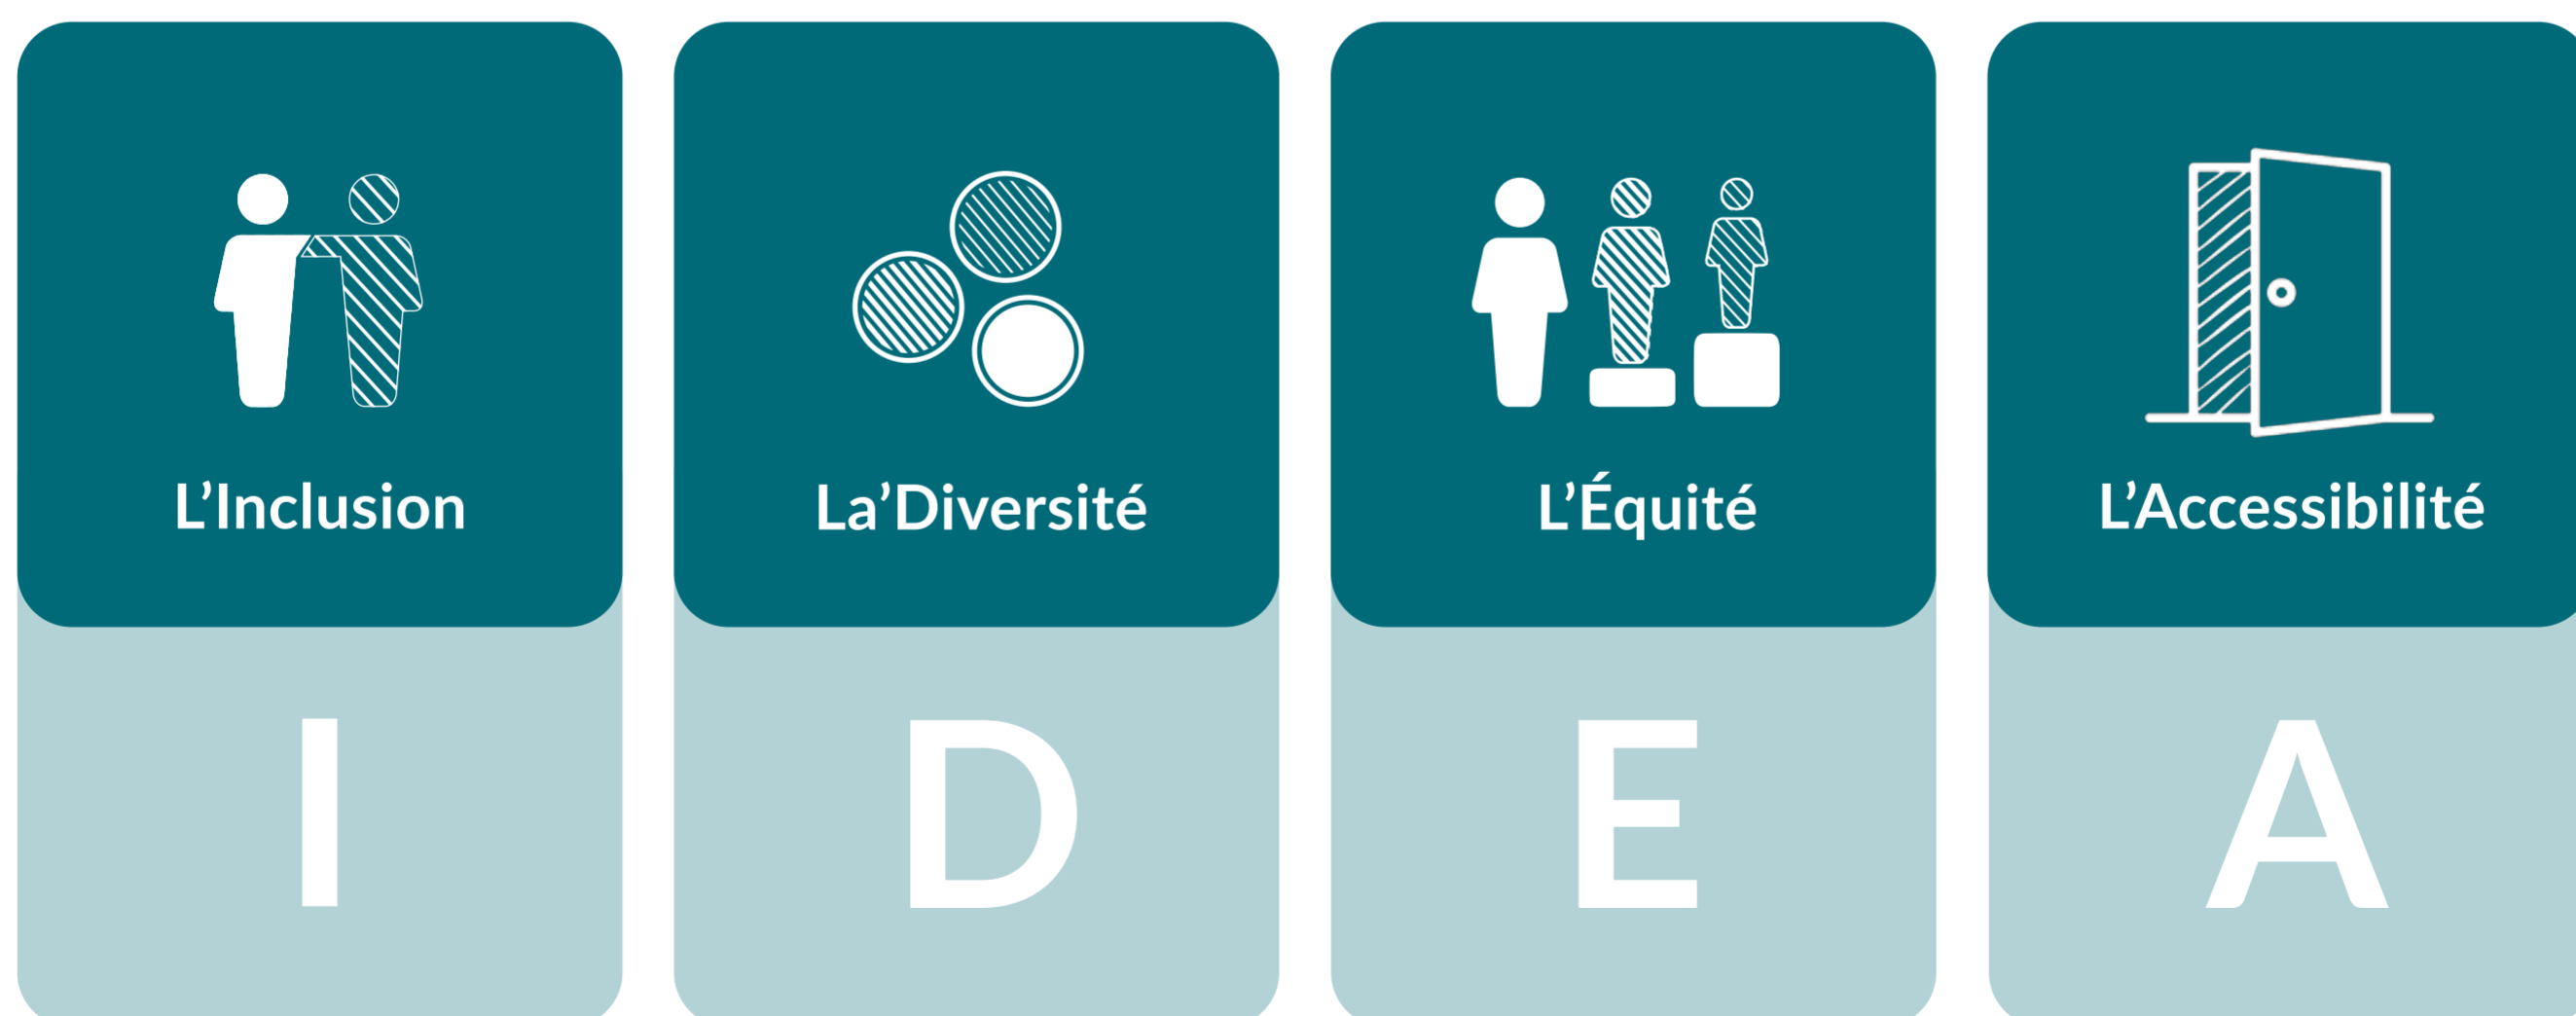 L’Inclusion
La’Diversité
L’Équité
L’Accessibilité
I
D
E
A